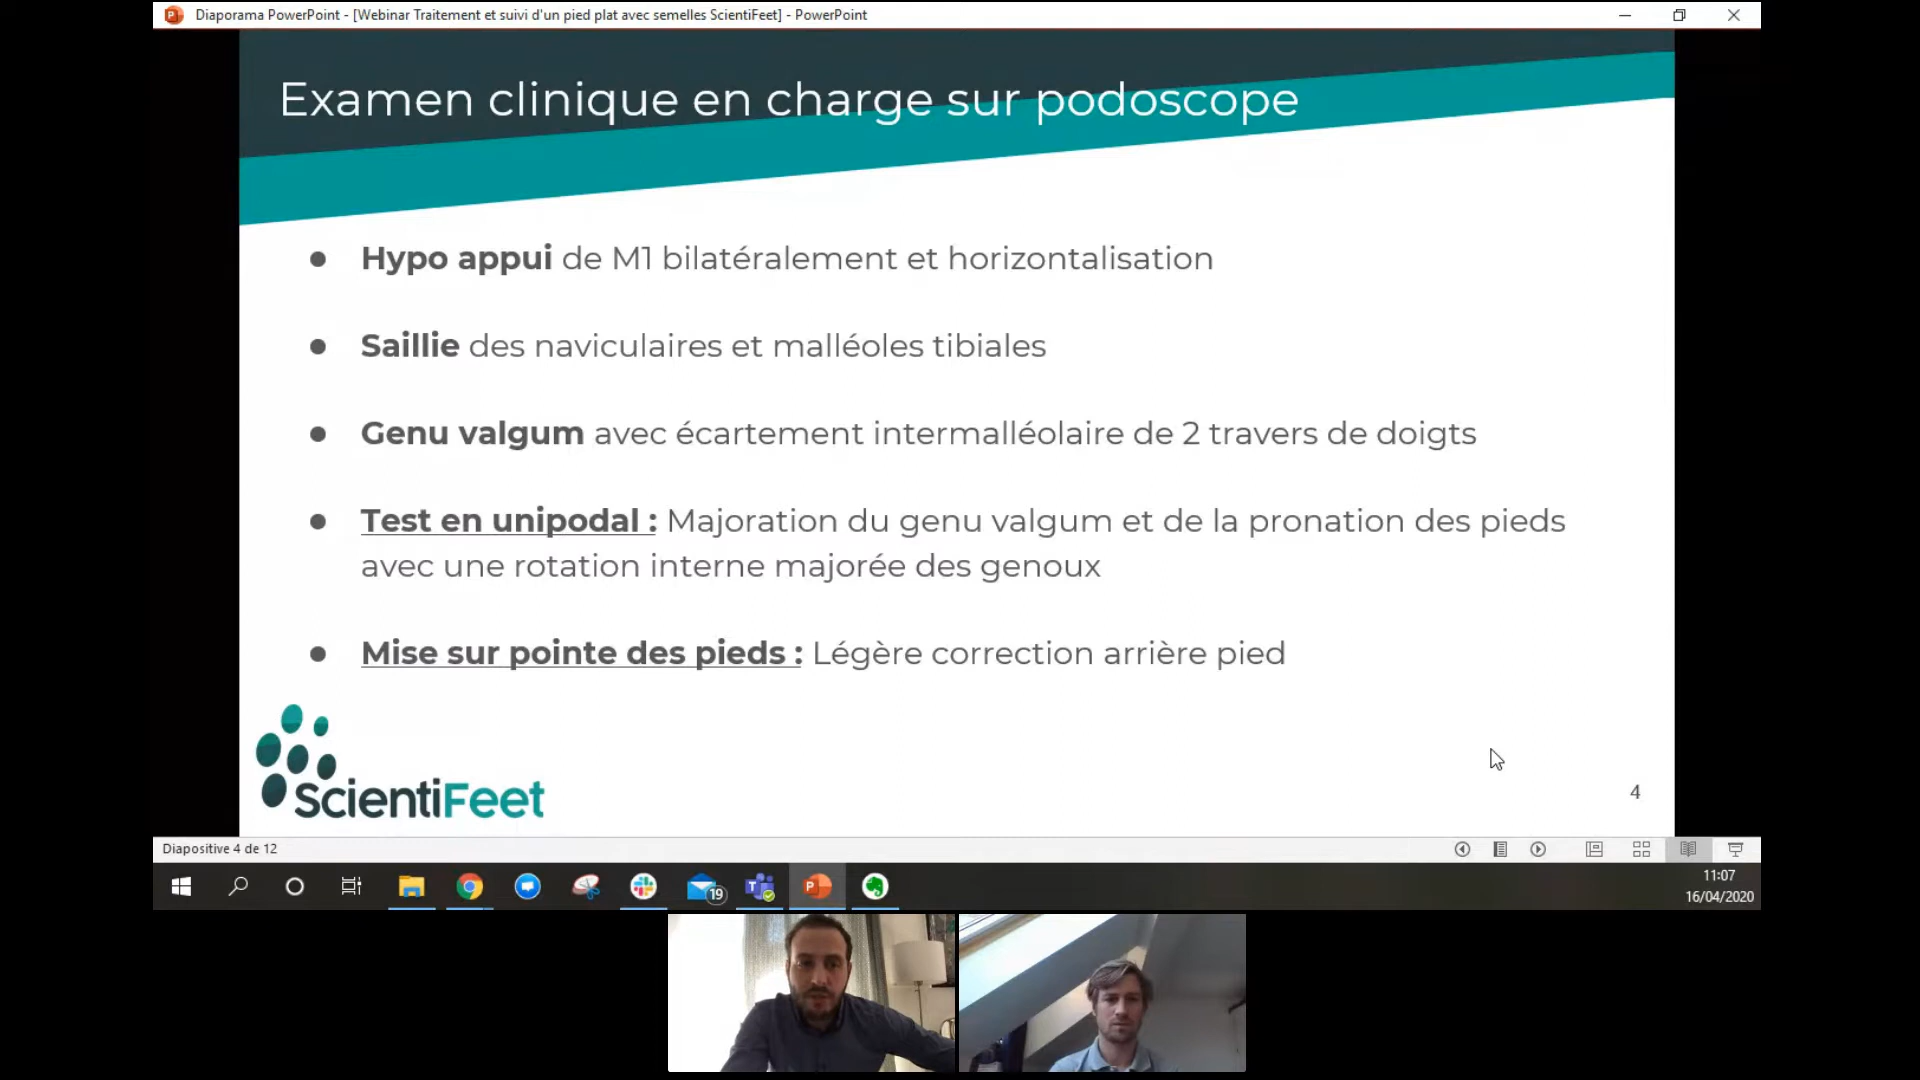 Diaporama PowerPoint - [Webinar Traitement et suivi d'un pied plat avec semelles ScientiFeet] - PowerPoint
Examen clinique en charge sur podoscope
● Hypo appui de M1 bilatéralement et horizontalisation
● Saillie des naviculaires et malléoles tibiales
● Genu valgum avec écartement intermalléolaire de 2 travers de doigts
● Test en unipodal : Majoration du genu valgum et de la pronation des pieds
avec une rotation interne majorée des genoux
● Mise sur pointe des pieds : Légère correction arrière pied
ScientiFeet
4
Diapositive 4 de 12
19
11:07
16/04/2020